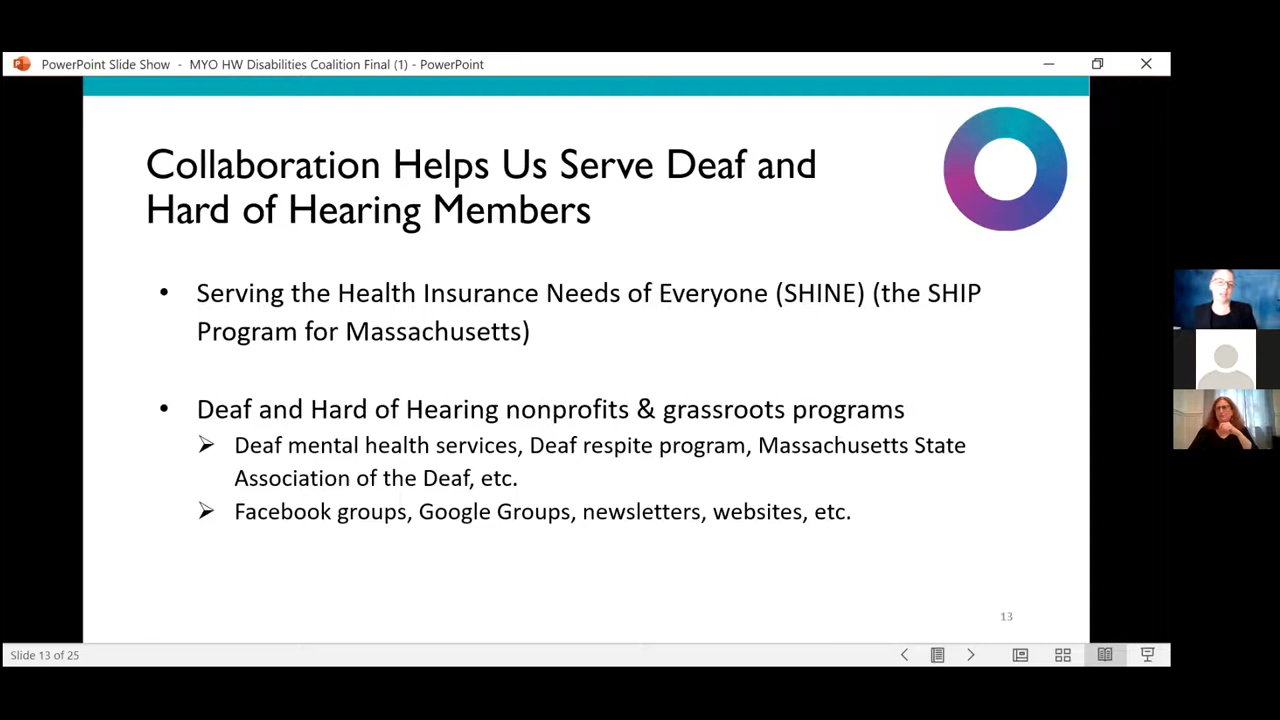 PowerPoint Slide Show - MYO HW Disabilities Coalition Final (1) - PowerPoint
Collaboration Helps Us Serve Deaf and
Hard of Hearing Members
• Serving the Health Insurance Needs of Everyone (SHINE) (the SHIP
Program for Massachusetts)
• Deaf and Hard of Hearing nonprofits & grassroots programs
➢ Deaf mental health services, Deaf respite program, Massachusetts State
Association of the Deaf, etc.
➢ Facebook groups, Google Groups, newsletters, websites, etc.
13
Slide 13 of 25